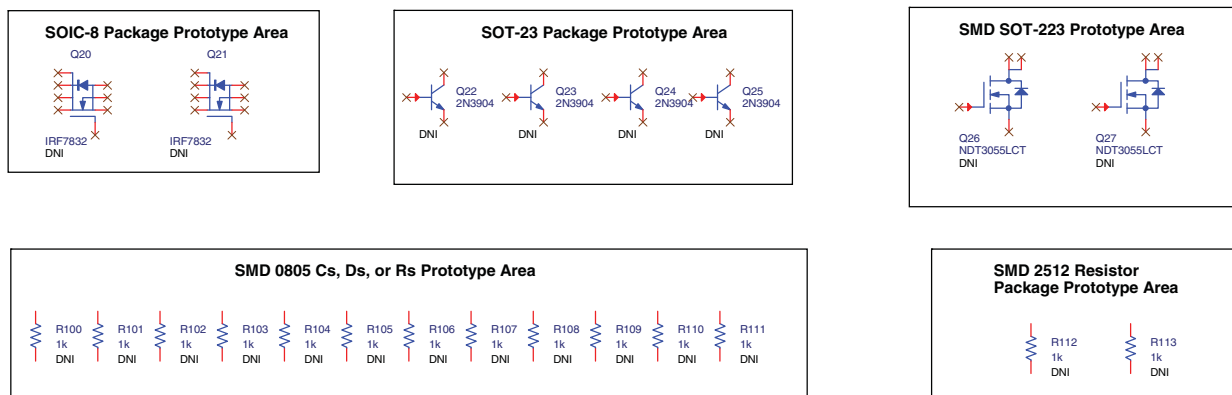 SOIC-8 Package Prototype Area
Q20 Q21
IRF7832 IRF7832
DNI DNI
SOT-23 Package Prototype Area
Q22 Q23 Q24 Q25
2N3904 2N3904 2N3904 2N3904
DNI DNI DNI DNI
SMD SOT-223 Prototype Area
Q26 Q27
NDT3055LCT NDT3055LCT
DNI DNI
SMD 0805 Cs, Ds, or Rs Prototype Area
R100 R101 R102 R103 R104 R105 R106 R107 R108 R109 R110 R111
1k 1k 1k 1k 1k 1k 1k 1k 1k 1k 1k 1k
DNI DNI DNI DNI DNI DNI DNI DNI DNI DNI DNI DNI
SMD 2512 Resistor
Package Prototype Area
R112 R113
1k 1k
DNI DNI